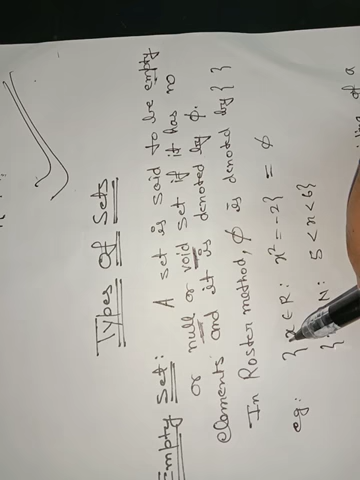 Types Of Sets
Empty Set: A set is said to be empty
or null or void set if it has no
elements and it is denoted by ϕ.
In Roster method, ϕ is denoted by { }
eg: { x ∈ R : x² = -2 } = ϕ
{ N : 5 < x < 6 }
of a